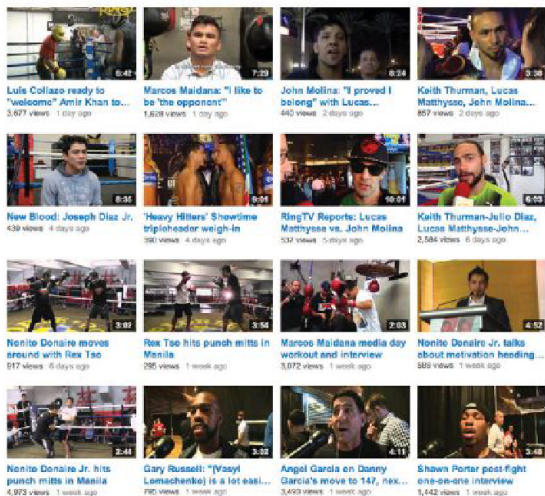 6:42
7:29
8:24
3:38
Luis Collazo ready to
"welcome" Amir Khan to...
3,677 views 1 day ago
Marcos Maidana: "I like to
be 'the opponent'"
1,628 views 1 day ago
John Molina: "I proved I
belong" with Lucas...
440 views 2 days ago
Keith Thurman, Lucas
Matthysse, John Molina...
857 views 2 days ago
8:35
9:01
10:01
6:03
New Blood: Joseph Diaz Jr.
439 views 4 days ago
'Heavy Hitters' Showtime
tripleheader weigh-in
390 views 4 days ago
RingTV Reports: Lucas
Matthysse vs. John Molina
537 views 5 days ago
Keith Thurman-Julio Diaz,
Lucas Matthysse-John...
2,584 views 6 days ago
3:02
3:54
2:03
4:52
Nonito Donaire moves
around with Rex Tso
917 views 6 days ago
Rex Tso hits punch mitts in
Manila
295 views 1 week ago
Marcos Maidana media day
workout and interview
3,072 views 1 week ago
Nonito Donaire Jr. talks
about motivation heading...
589 views 1 week ago
2:44
3:02
4:11
3:48
Nonito Donaire Jr. hits
punch mitts in Manila
4,973 views 1 week ago
Gary Russell: "(Vasyl
Lomachenko) is a lot easi...
795 views 1 week ago
Angel Garcia on Danny
Garcia's move to 147, nex...
3,493 views 1 week ago
Shawn Porter post-fight
one-on-one interview
1,442 views 1 week ago